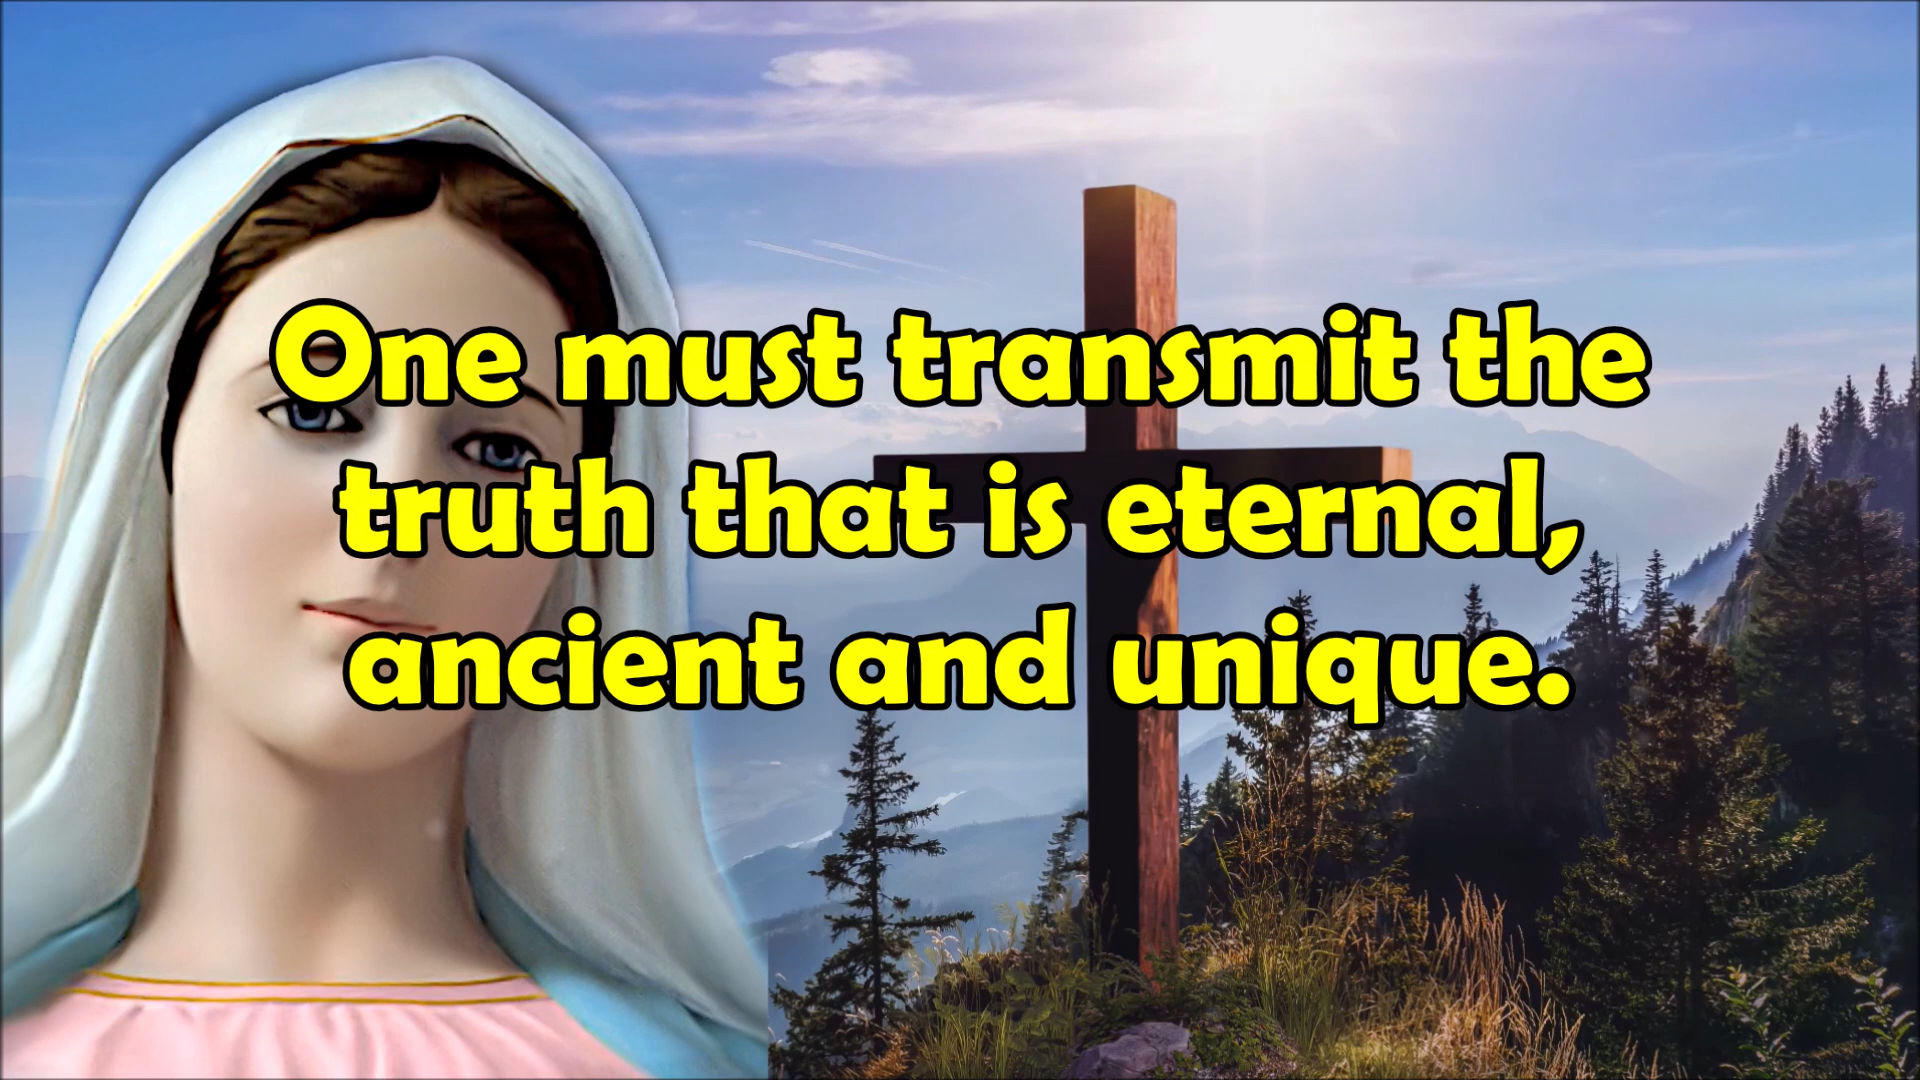 One must transmit the
truth that is eternal,
ancient and unique.